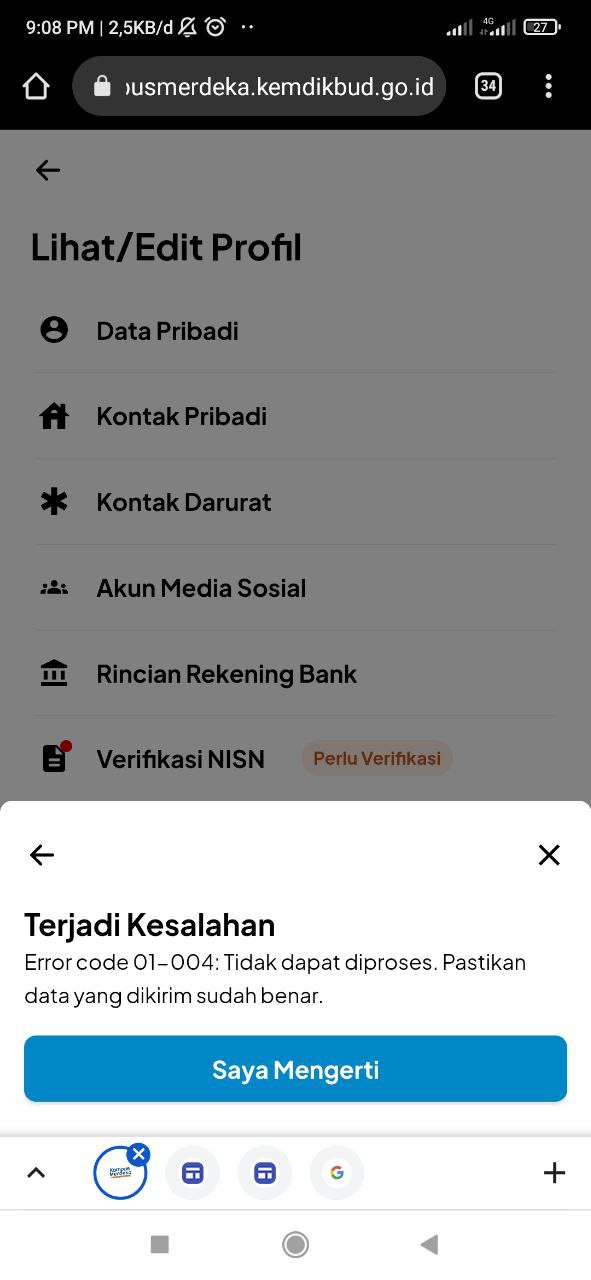 9:08 PM | 2,5KB/d
4G
27
usmerdeka.kemdikbud.go.id
34
Lihat/Edit Profil
Data Pribadi
Kontak Pribadi
Kontak Darurat
Akun Media Sosial
Rincian Rekening Bank
Verifikasi NISN
Perlu Verifikasi
Terjadi Kesalahan
Error code 01-004: Tidak dapat diproses. Pastikan
data yang dikirim sudah benar.
Saya Mengerti
Kampus
Merdeka